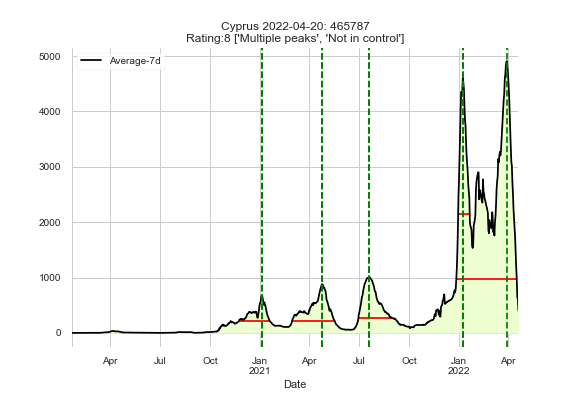 Cyprus 2022-04-20: 465787
Rating:8 ['Multiple peaks', 'Not in control']
Average-7d
5000
4000
3000
2000
1000
0
Apr Jul Oct Jan Apr Jul Oct Jan Apr
2021 2022
Date